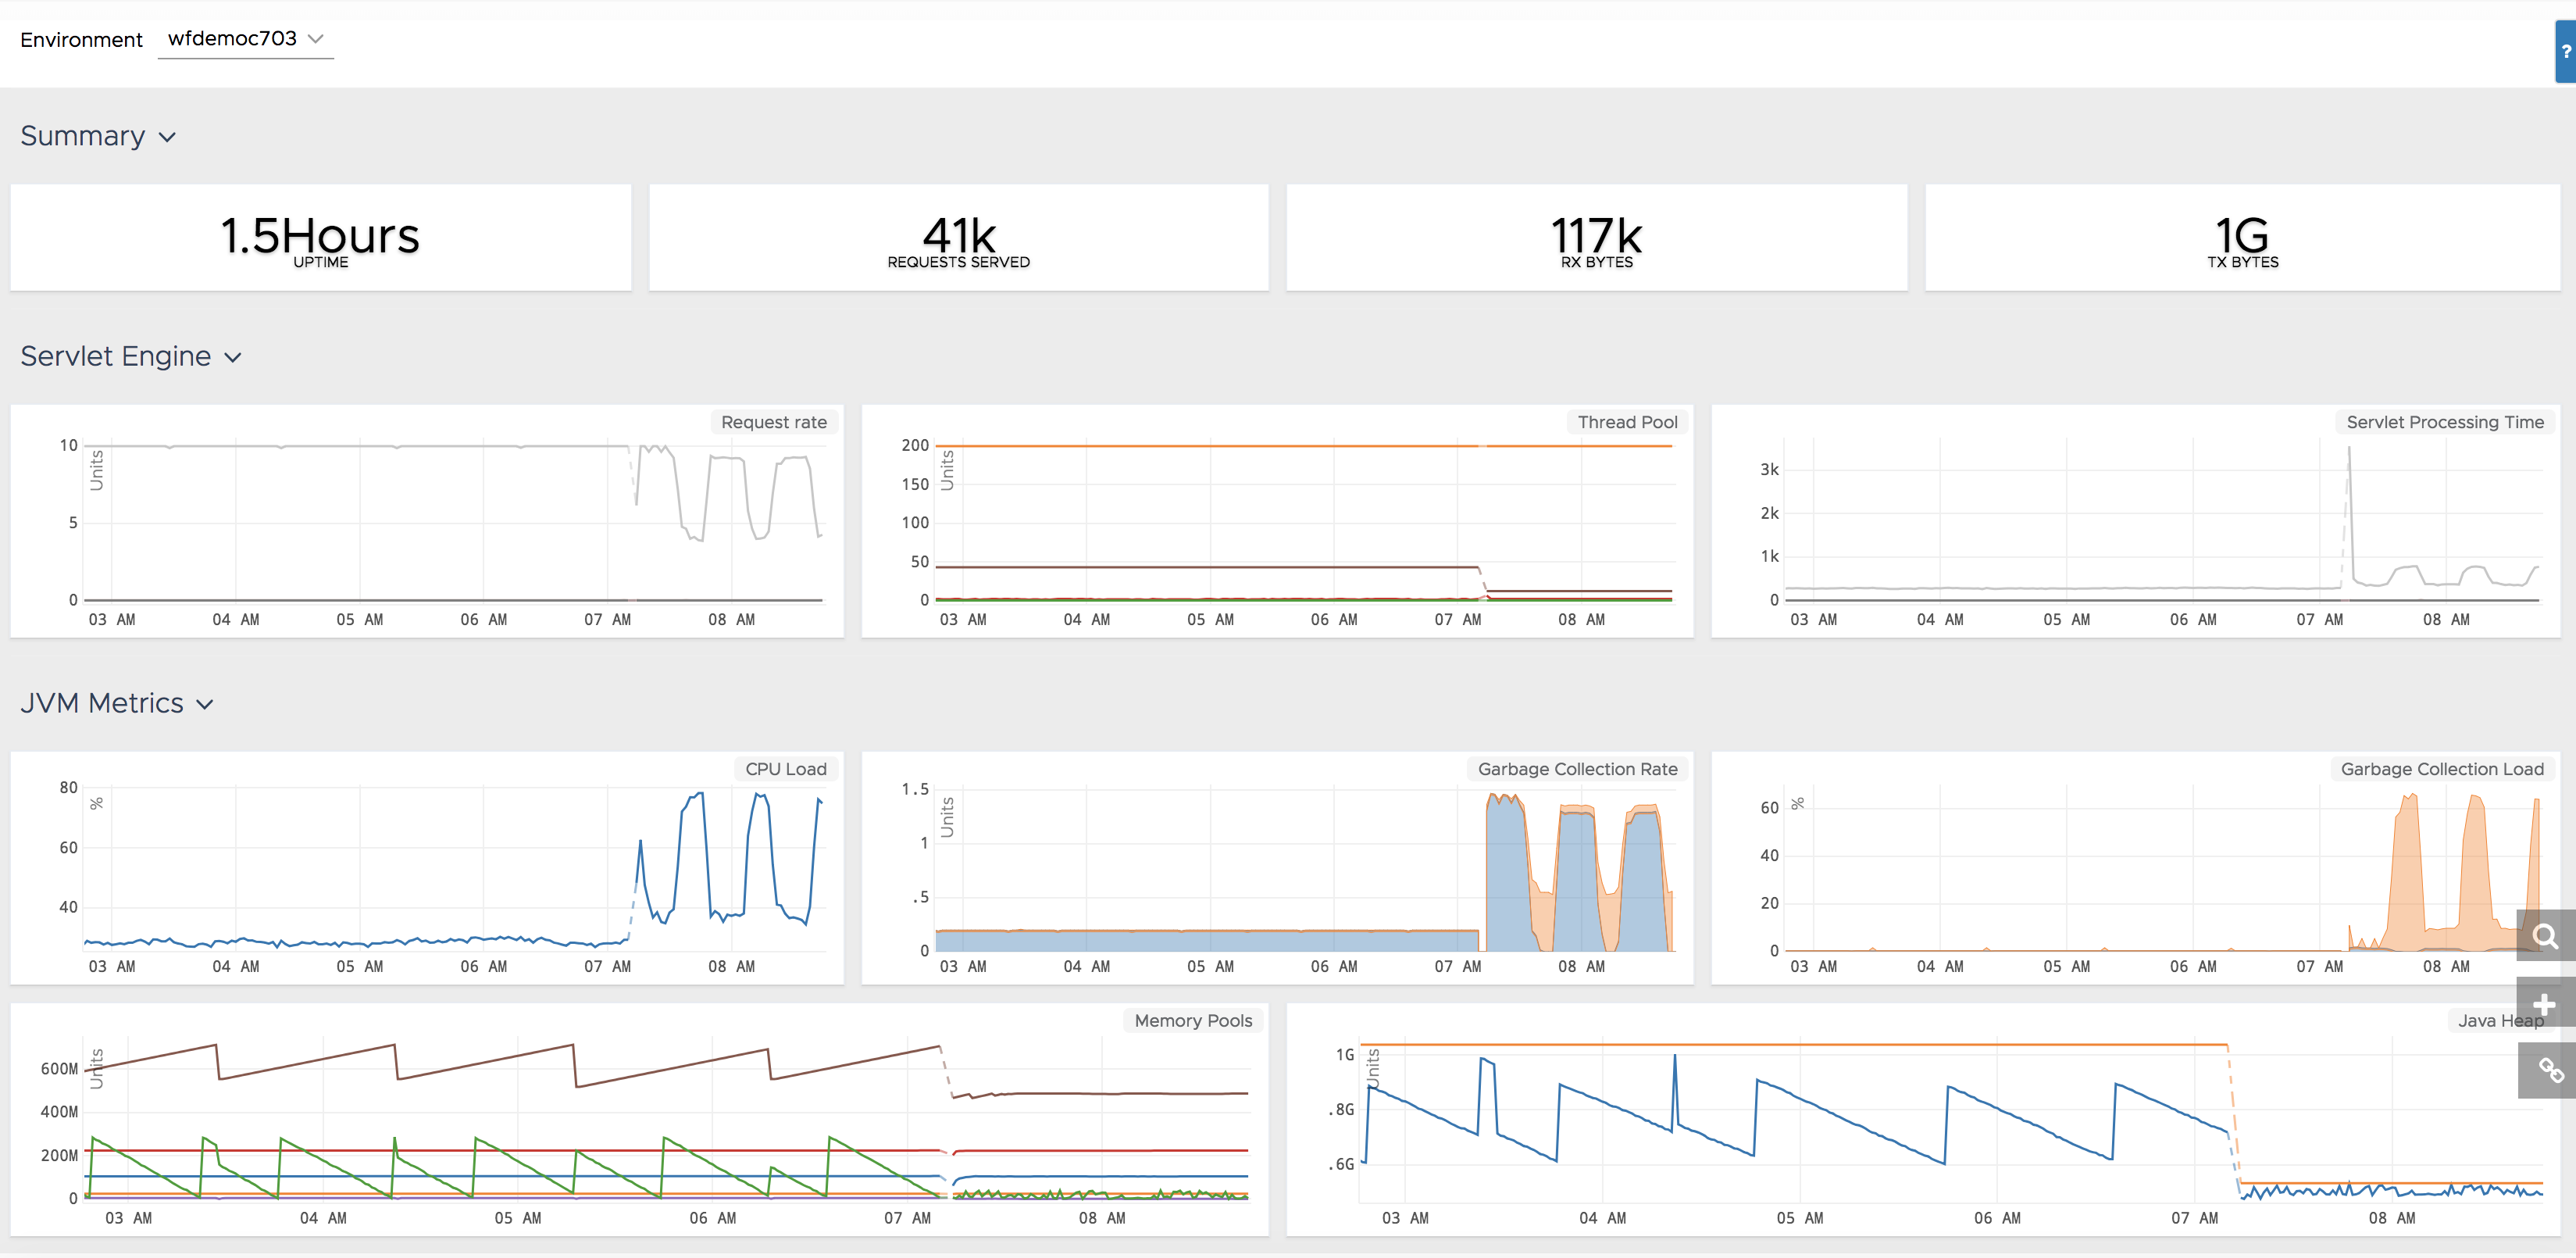 Environment wfdemoc703
?
Summary
1.5Hours
UPTIME
41k
REQUESTS SERVED
117k
RX BYTES
1G
TX BYTES
Servlet Engine
Request rate
10
Units
5
0
03 AM 04 AM 05 AM 06 AM 07 AM 08 AM
Thread Pool
200
Units
150
100
50
0
03 AM 04 AM 05 AM 06 AM 07 AM 08 AM
Servlet Processing Time
3k
2k
1k
0
03 AM 04 AM 05 AM 06 AM 07 AM 08 AM
JVM Metrics
CPU Load
80
%
60
40
03 AM 04 AM 05 AM 06 AM 07 AM 08 AM
Garbage Collection Rate
1.5
Units
1
.5
0
03 AM 04 AM 05 AM 06 AM 07 AM 08 AM
Garbage Collection Load
60
%
40
20
0
03 AM 04 AM 05 AM 06 AM 07 AM 08 AM
Memory Pools
600M
Units
400M
200M
0
03 AM 04 AM 05 AM 06 AM 07 AM 08 AM
Java Heap
1G
Units
.8G
.6G
03 AM 04 AM 05 AM 06 AM 07 AM 08 AM